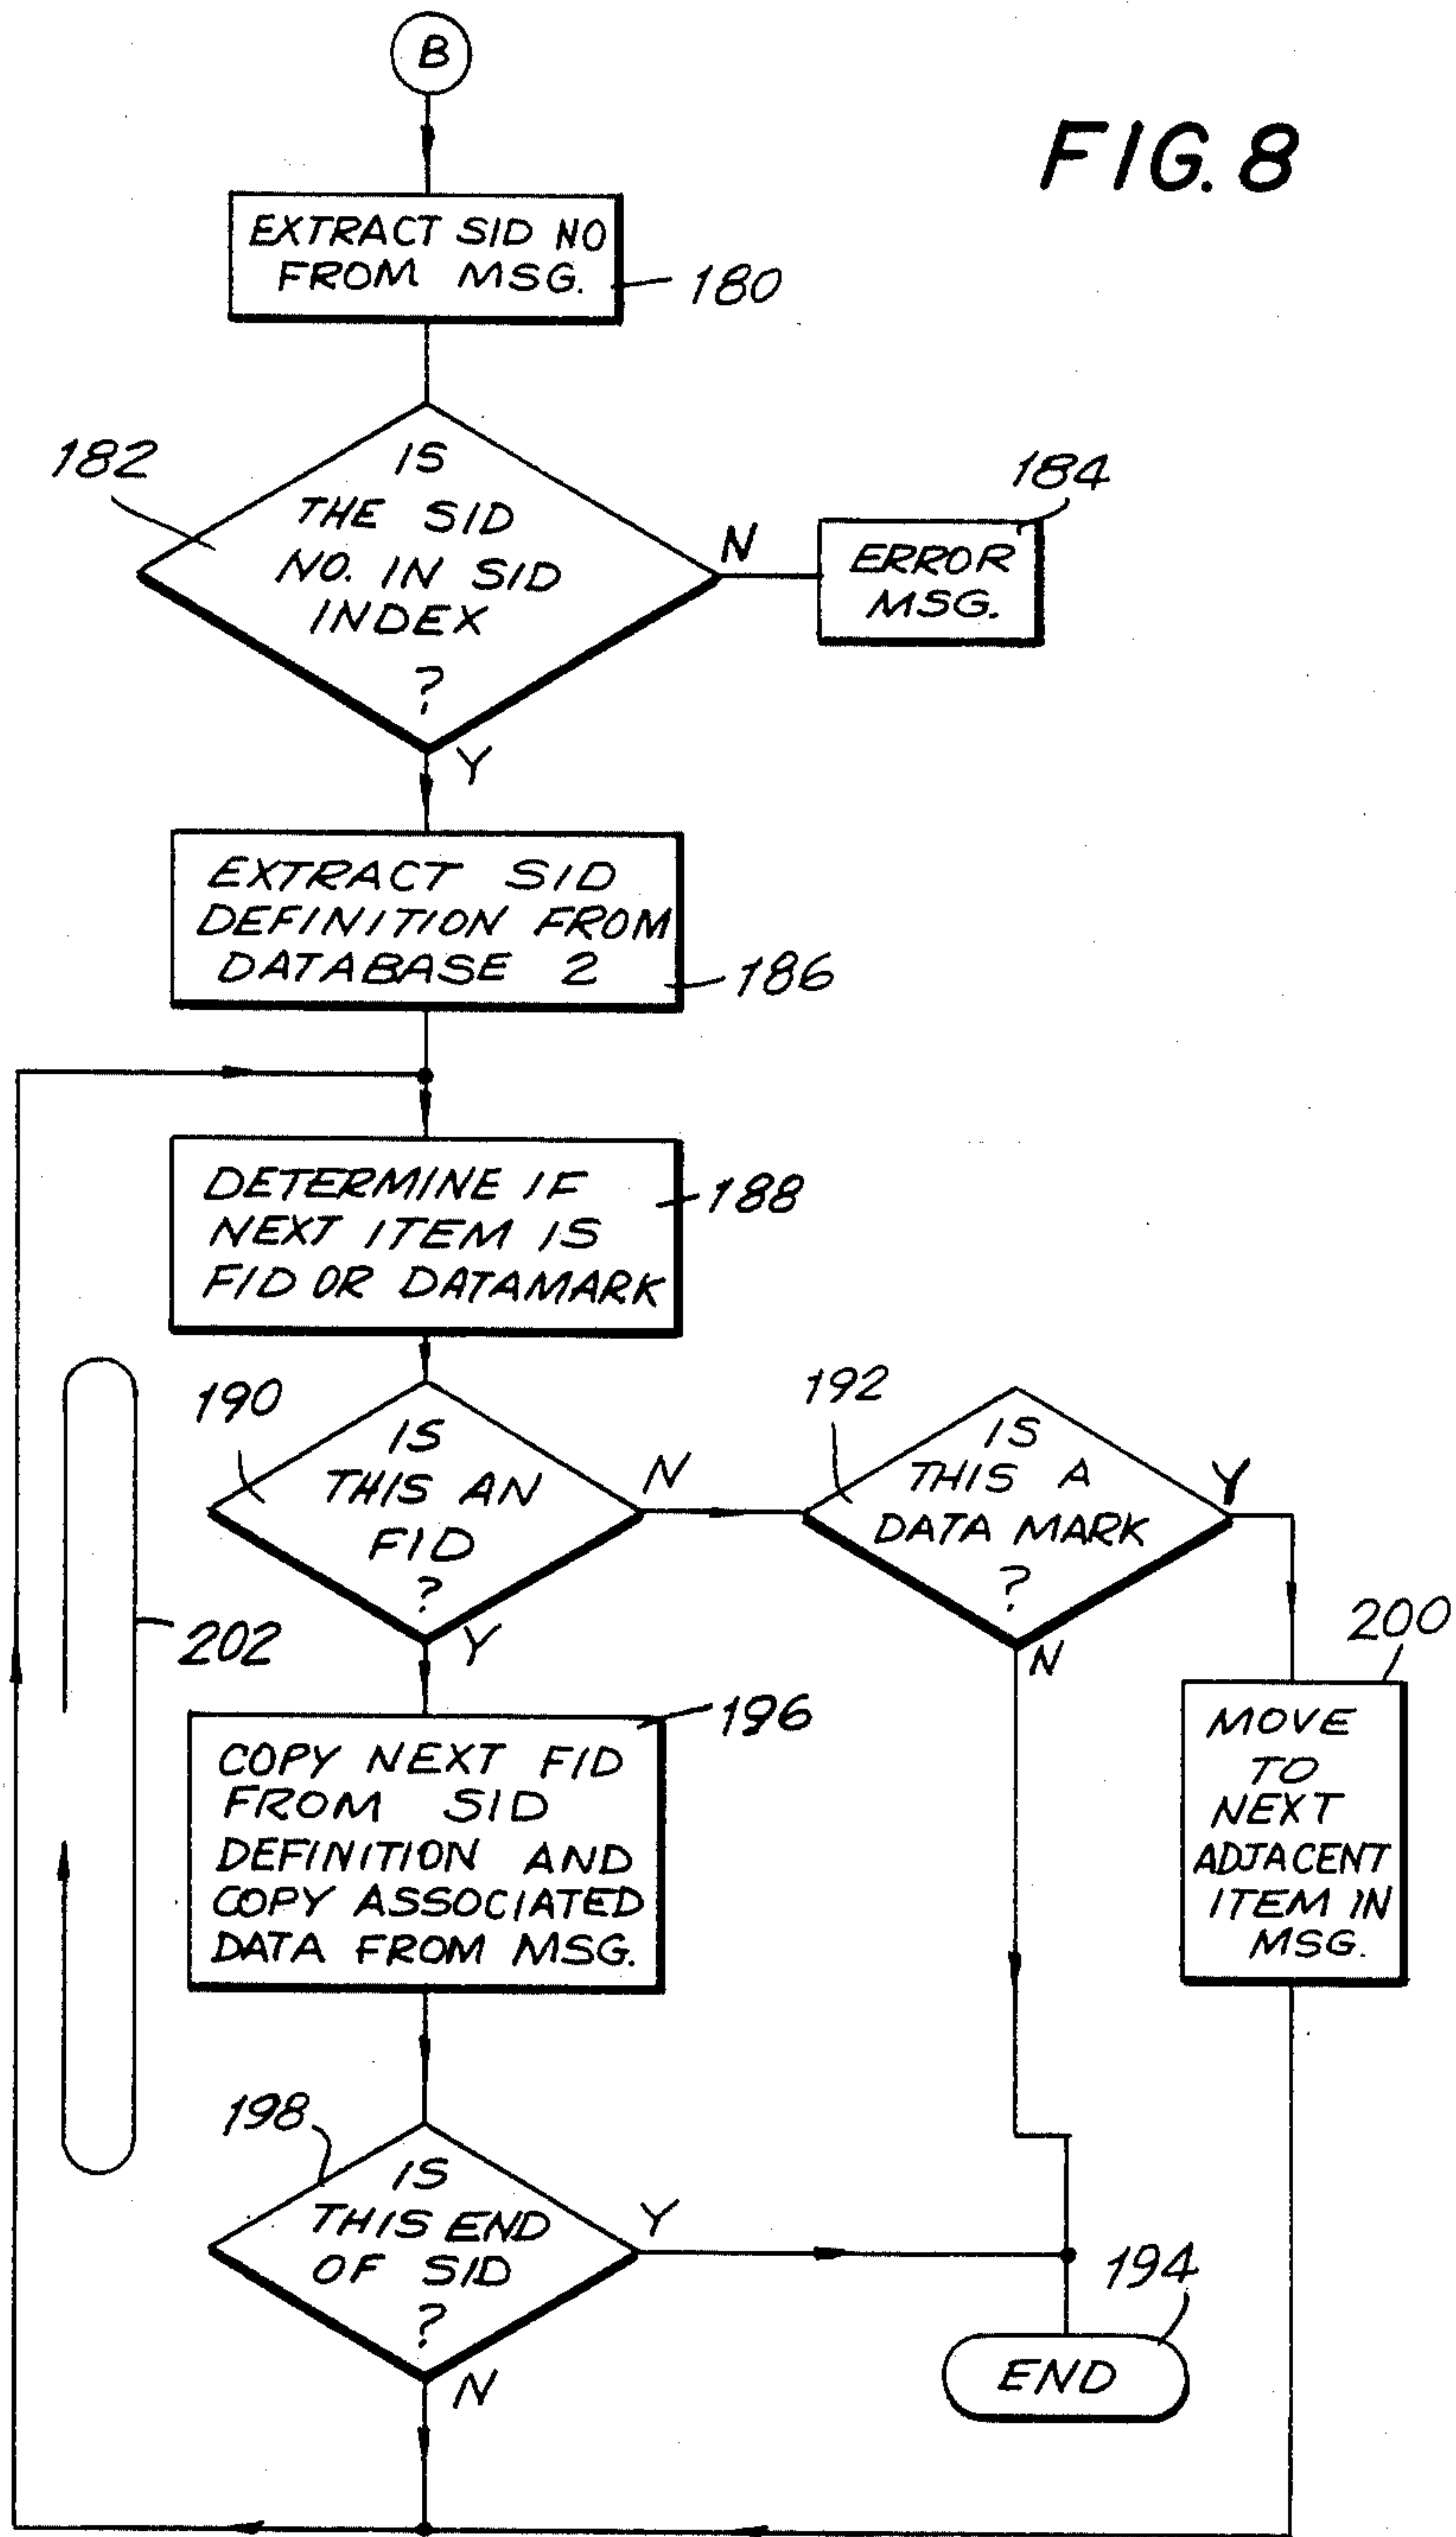 B
FIG. 8
EXTRACT SID NO
FROM MSG.
180
182
IS
THE SID
NO. IN SID
INDEX
?
N
184
ERROR
MSG.
Y
EXTRACT SID
DEFINITION FROM
DATABASE 2
186
DETERMINE IF
NEXT ITEM IS
FID OR DATAMARK
188
190
IS
THIS AN
FID
?
N
192
IS
THIS A
DATA MARK
?
Y
Y
N
202
200
196
COPY NEXT FID
FROM SID
DEFINITION AND
COPY ASSOCIATED
DATA FROM MSG.
MOVE
TO
NEXT
ADJACENT
ITEM IN
MSG.
198
IS
THIS END
OF SID
?
Y
194
END
N